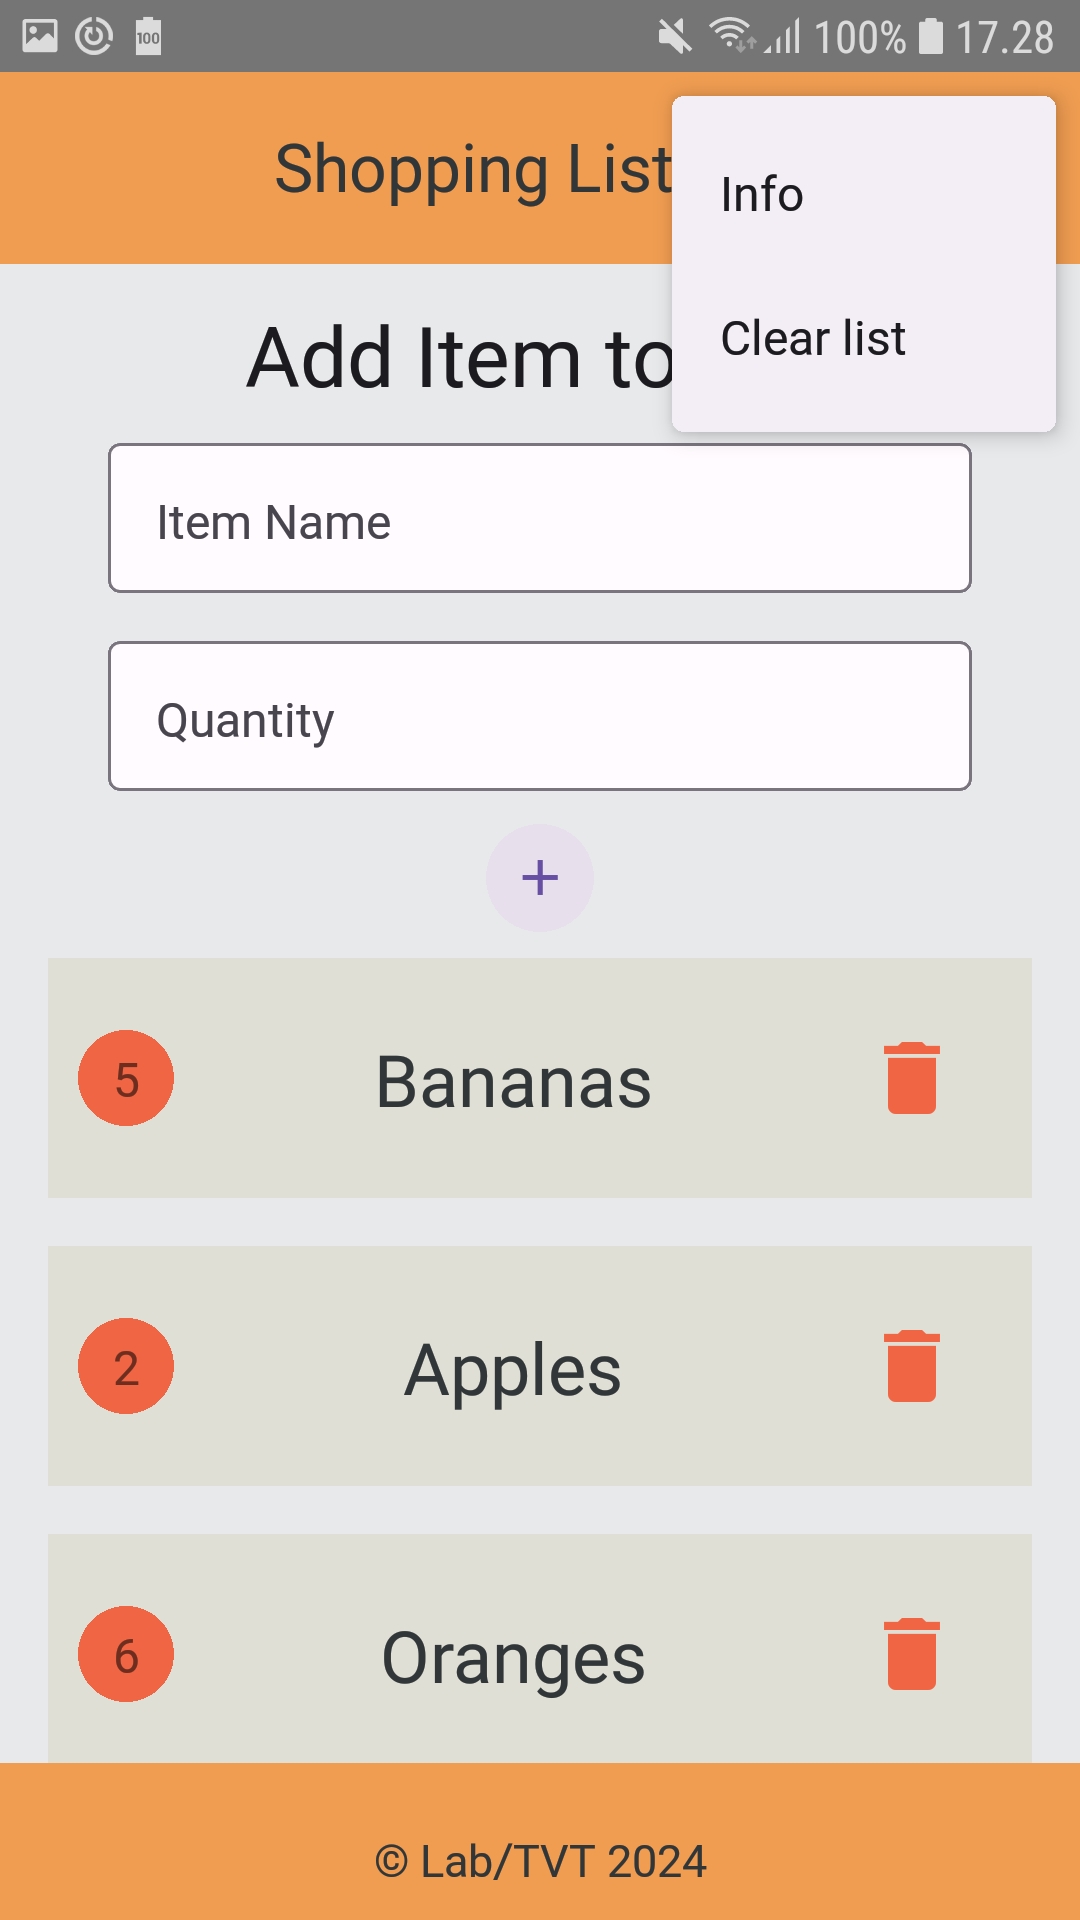 100
100% 17.28
Shopping List
Info
Clear list
Add Item to
Item Name
Quantity
+
5 Bananas
2 Apples
6 Oranges
© Lab/TVT 2024